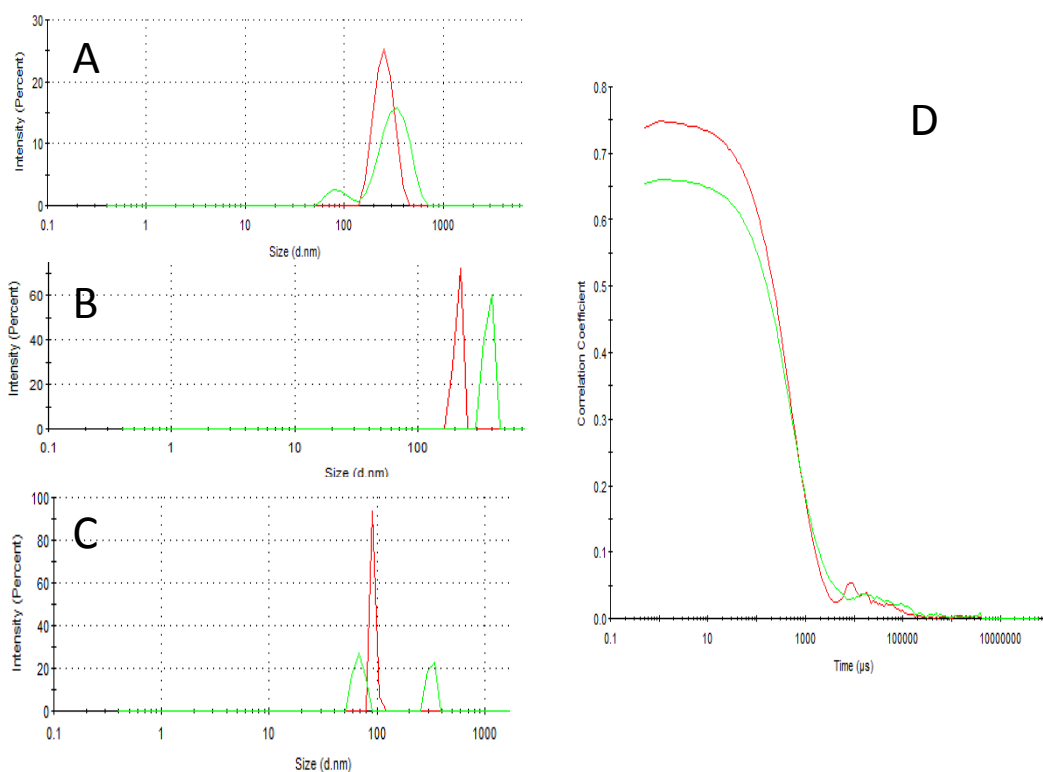 A
Intensity (Percent)
30
20
10
0
0.1 1 10 100 1000
Size (d.nm)
B
Intensity (Percent)
60
40
20
0
0.1 1 10 100
Size (d.nm)
C
Intensity (Percent)
100
80
60
40
20
0
0.1 1 10 100 1000
Size (d.nm)
D
Correlation Coefficient
0.8
0.7
0.6
0.5
0.4
0.3
0.2
0.1
0.0
0.1 10 1000 100000 10000000
Time (µs)